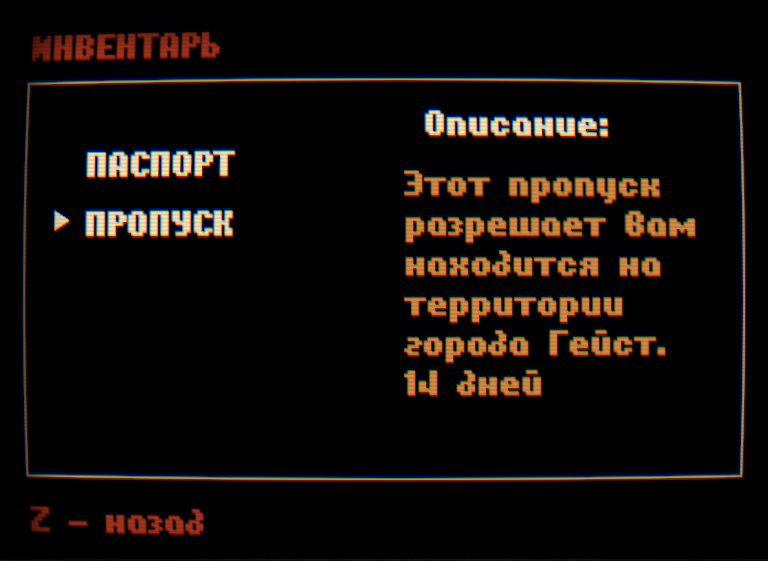 ИНВЕНТАРЬ
Описание:
ПАСПОРТ
ПРОПУСК
Этот пропуск
разрешает вам
находится на
территории
города Гейст.
14 дней
Z - назад